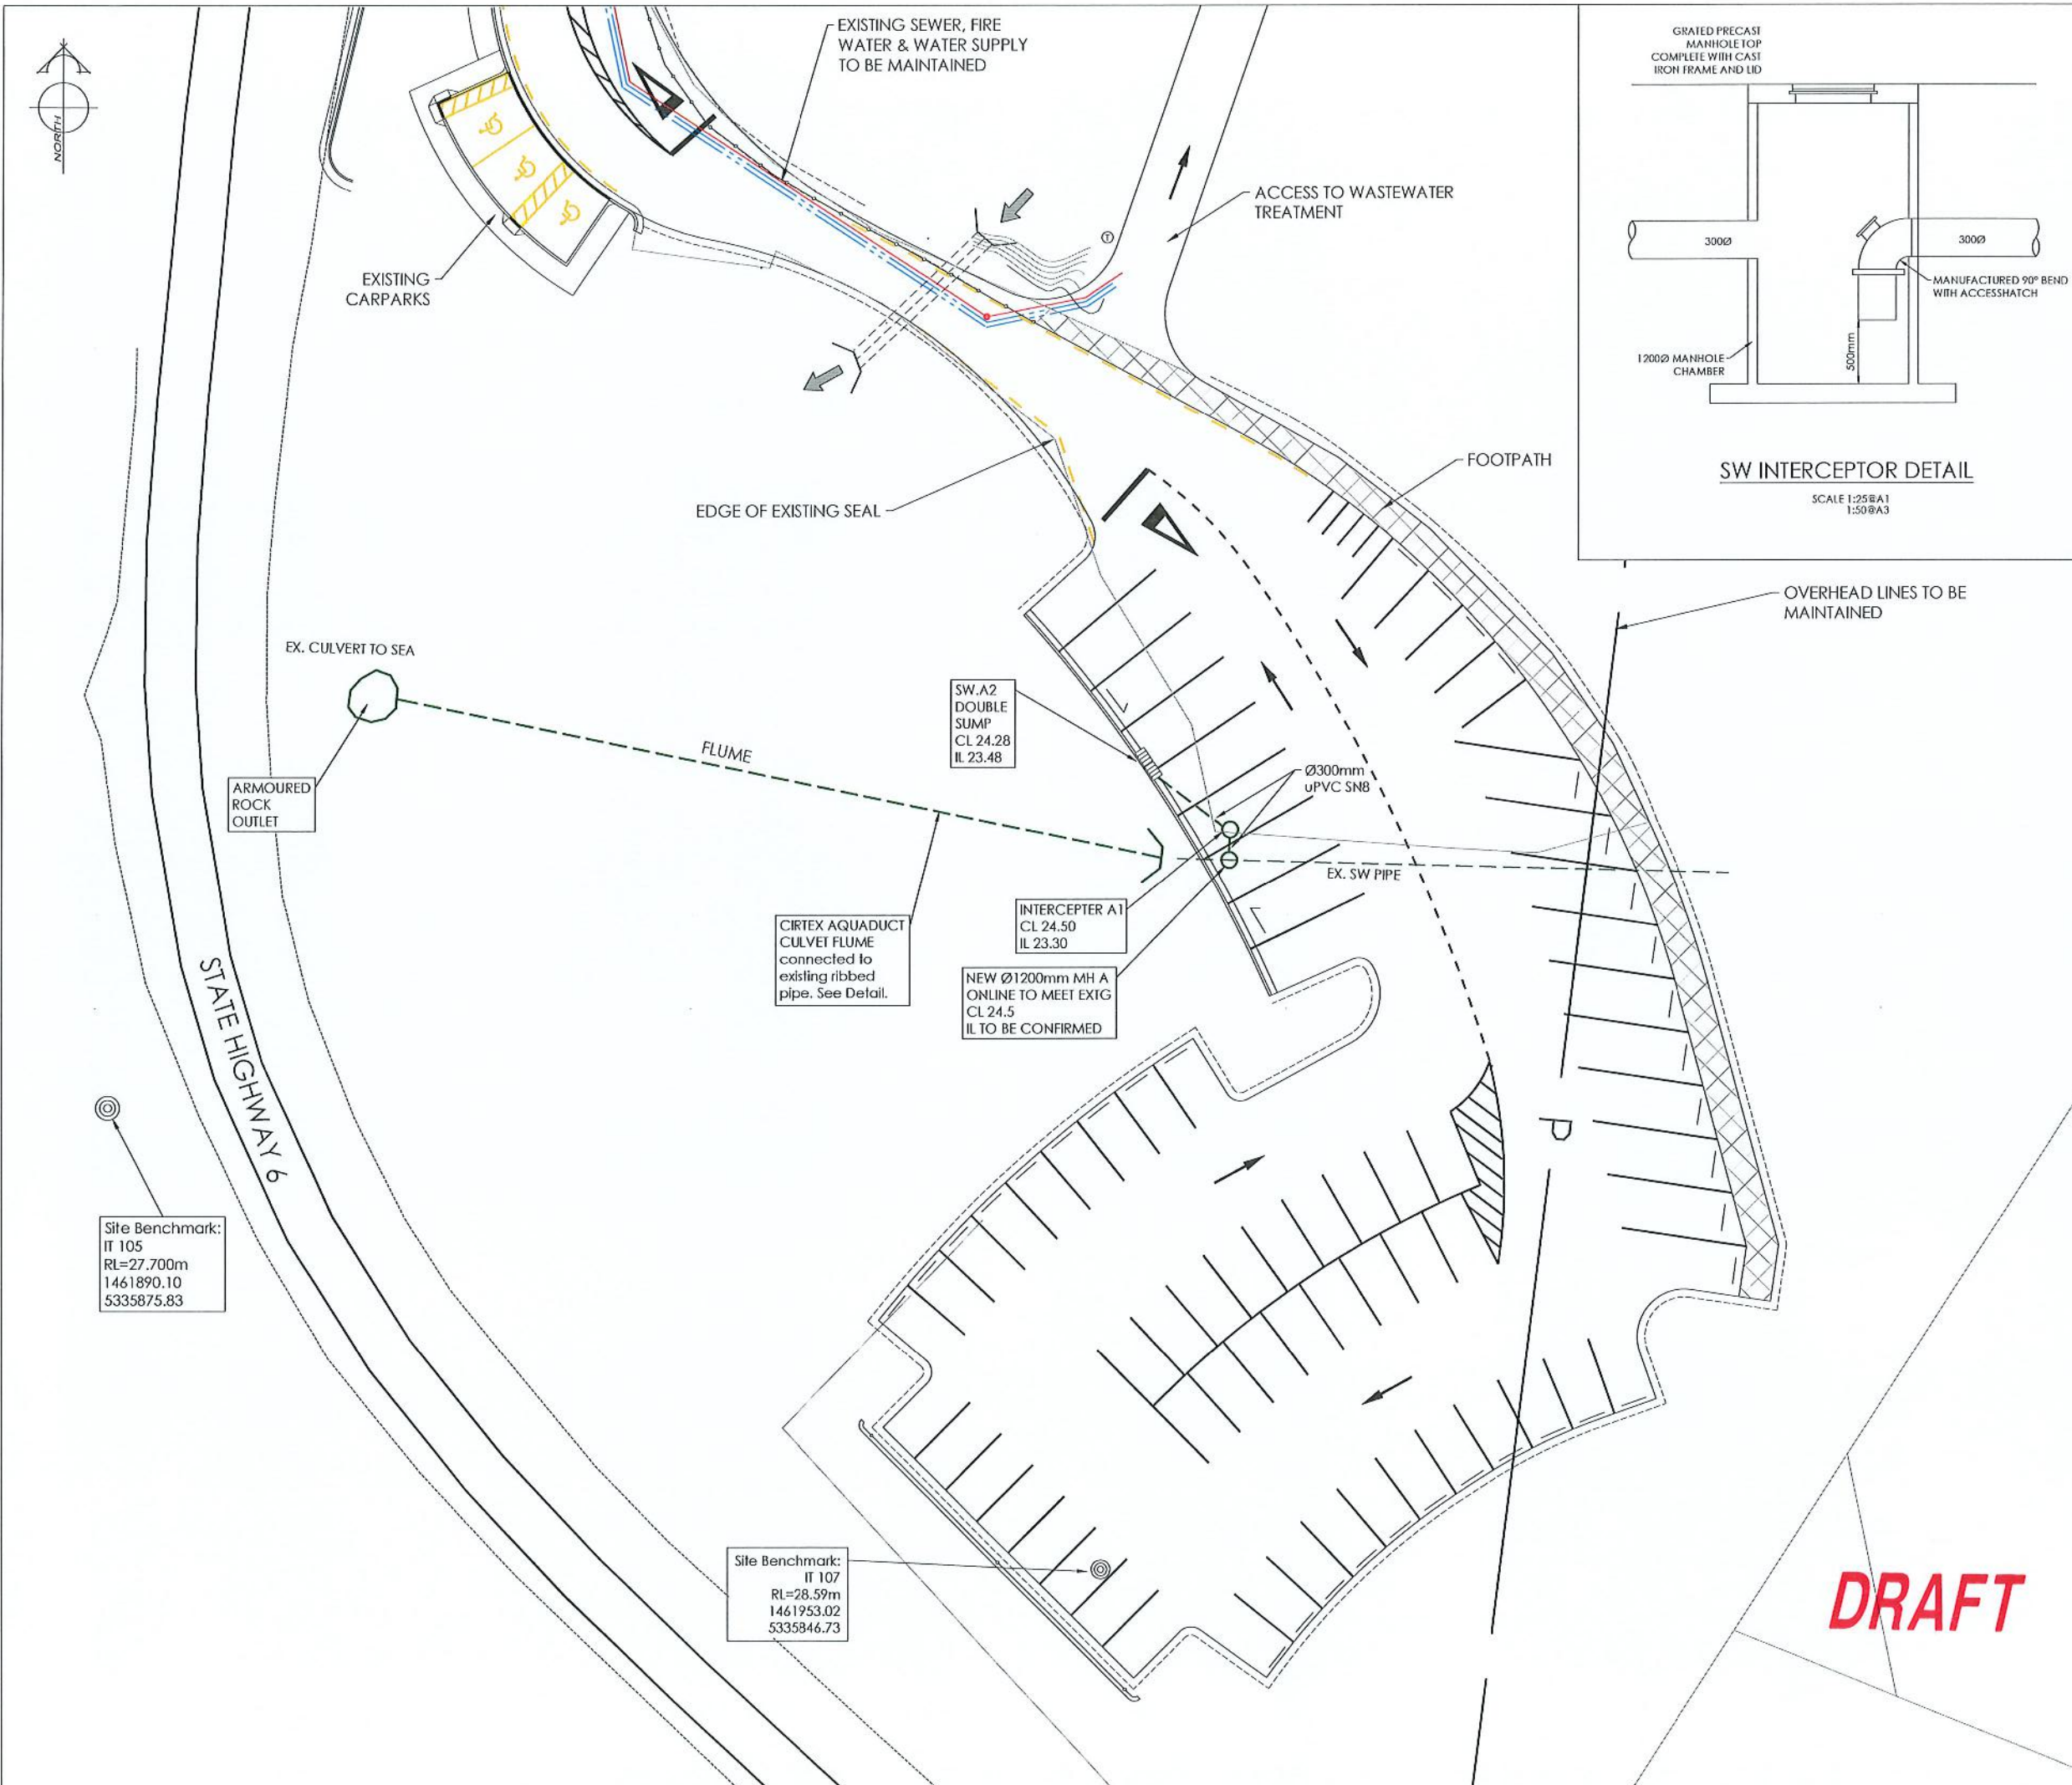 NORTH
EXISTING SEWER, FIRE
WATER & WATER SUPPLY
TO BE MAINTAINED
EXISTING
CARPARKS
ACCESS TO WASTEWATER
TREATMENT
T
GRATED PRECAST
MANHOLE TOP
COMPLETE WITH CAST
IRON FRAME AND LID
300Ø
300Ø
MANUFACTURED 90° BEND
WITH ACCESSHATCH
1200Ø MANHOLE
CHAMBER
500mm
SW INTERCEPTOR DETAIL
SCALE 1:25@A1
1:50@A3
FOOTPATH
EDGE OF EXISTING SEAL
OVERHEAD LINES TO BE
MAINTAINED
EX. CULVERT TO SEA
ARMOURED
ROCK
OUTLET
FLUME
SW.A2
DOUBLE
SUMP
CL 24.28
IL 23.48
Ø300mm
uPVC SN8
EX. SW PIPE
INTERCEPTER A1
CL 24.50
IL 23.30
CIRTEX AQUADUCT
CULVET FLUME
connected to
existing ribbed
pipe. See Detail.
NEW Ø1200mm MH A
ONLINE TO MEET EXTG
CL 24.5
IL TO BE CONFIRMED
STATE HIGHWAY 6
P
Site Benchmark:
IT 105
RL=27.700m
1461890.10
5335875.83
Site Benchmark:
IT 107
RL=28.59m
1461953.02
5335846.73
DRAFT